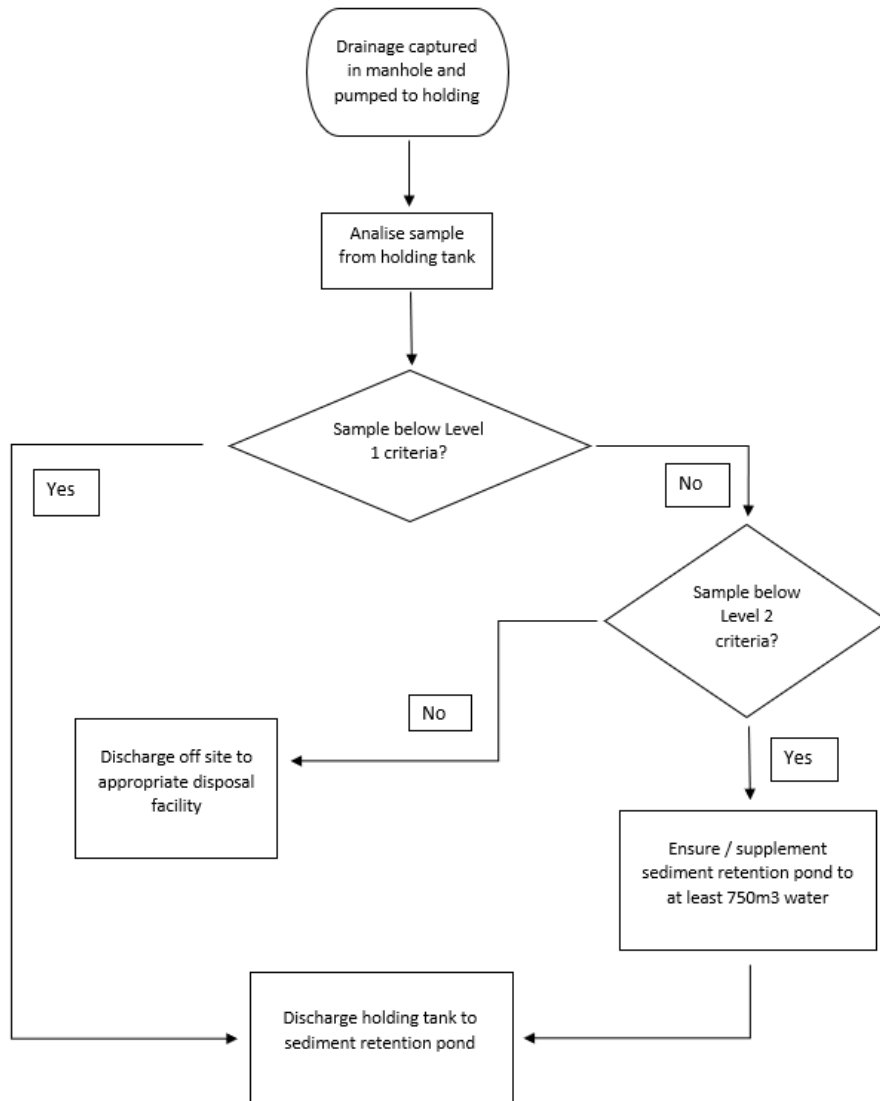 Drainage captured
in manhole and
pumped to holding
Analise sample
from holding tank
Sample below Level
1 criteria?
Yes
No
Sample below
Level 2
criteria?
No
Yes
Discharge off site to
appropriate disposal
facility
Ensure / supplement
sediment retention pond to
at least 750m3 water
Discharge holding tank to
sediment retention pond